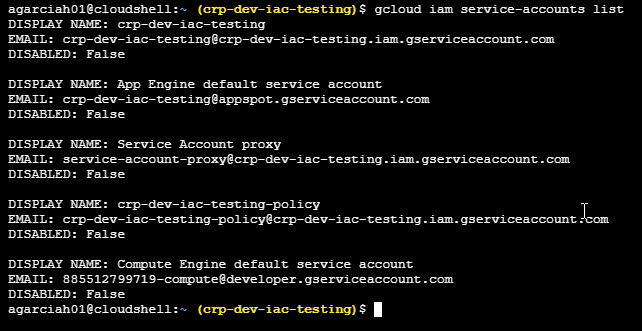 agarciah01@cloudshell:~ (crp-dev-iac-testing)$ gcloud iam service-accounts list
DISPLAY NAME: crp-dev-iac-testing
EMAIL: crp-dev-iac-testing@crp-dev-iac-testing.iam.gserviceaccount.com
DISABLED: False
DISPLAY NAME: App Engine default service account
EMAIL: crp-dev-iac-testing@appspot.gserviceaccount.com
DISABLED: False
DISPLAY NAME: Service Account proxy
EMAIL: service-account-proxy@crp-dev-iac-testing.iam.gserviceaccount.com
DISABLED: False
DISPLAY NAME: crp-dev-iac-testing-policy
EMAIL: crp-dev-iac-testing-policy@crp-dev-iac-testing.iam.gserviceaccount.com
DISABLED: False
DISPLAY NAME: Compute Engine default service account
EMAIL: 885512799719-compute@developer.gserviceaccount.com
DISABLED: False
agarciah01@cloudshell:~ (crp-dev-iac-testing)$